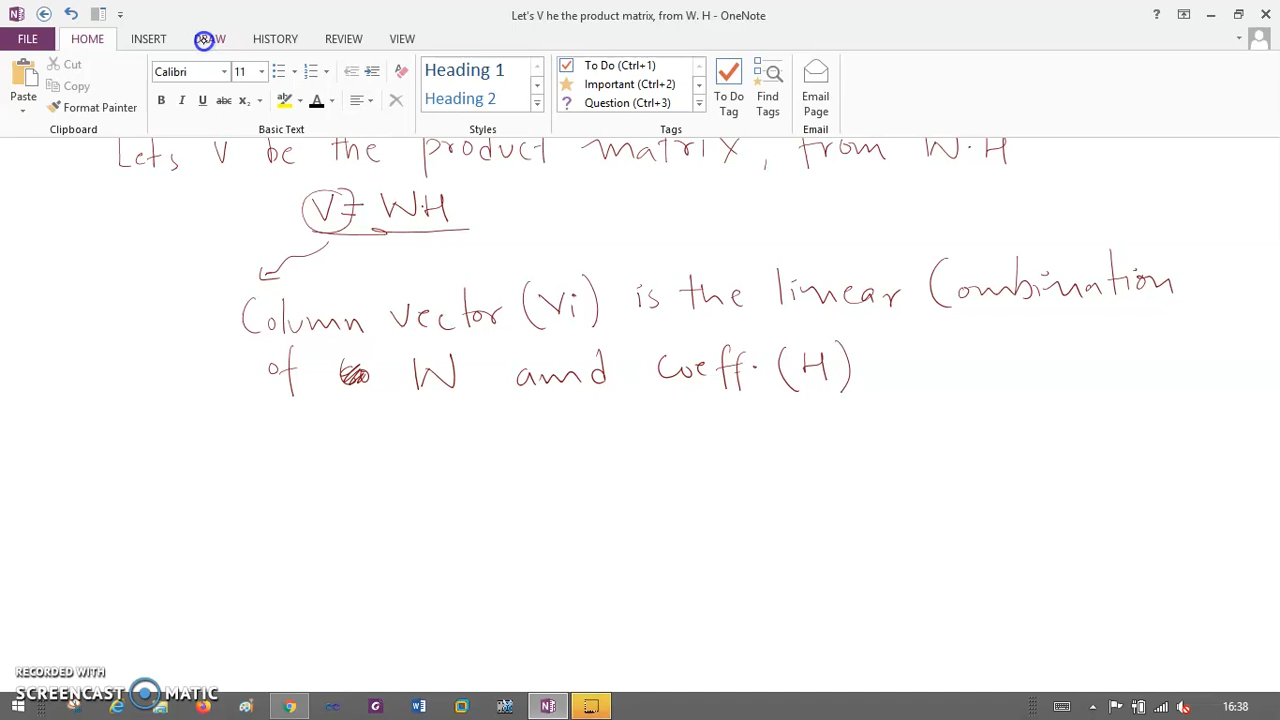 Let's V he the product matrix, from W. H - OneNote
FILE HOME INSERT DRAW HISTORY REVIEW VIEW
Paste Cut Copy Format Painter
Clipboard
Calibri 11
B I U abc x₂ A
Basic Text
Heading 1
Heading 2
Styles
To Do (Ctrl+1)
Important (Ctrl+2)
Question (Ctrl+3)
To Do Tag
Find Tags
Tags
Email Page
Email
Lets V be the product matrix, from W.H
V = W.H
Column vector (Vi) is the linear Combination
of W and coeff. (H)
RECORDED WITH
SCREENCAST MATIC
16:38